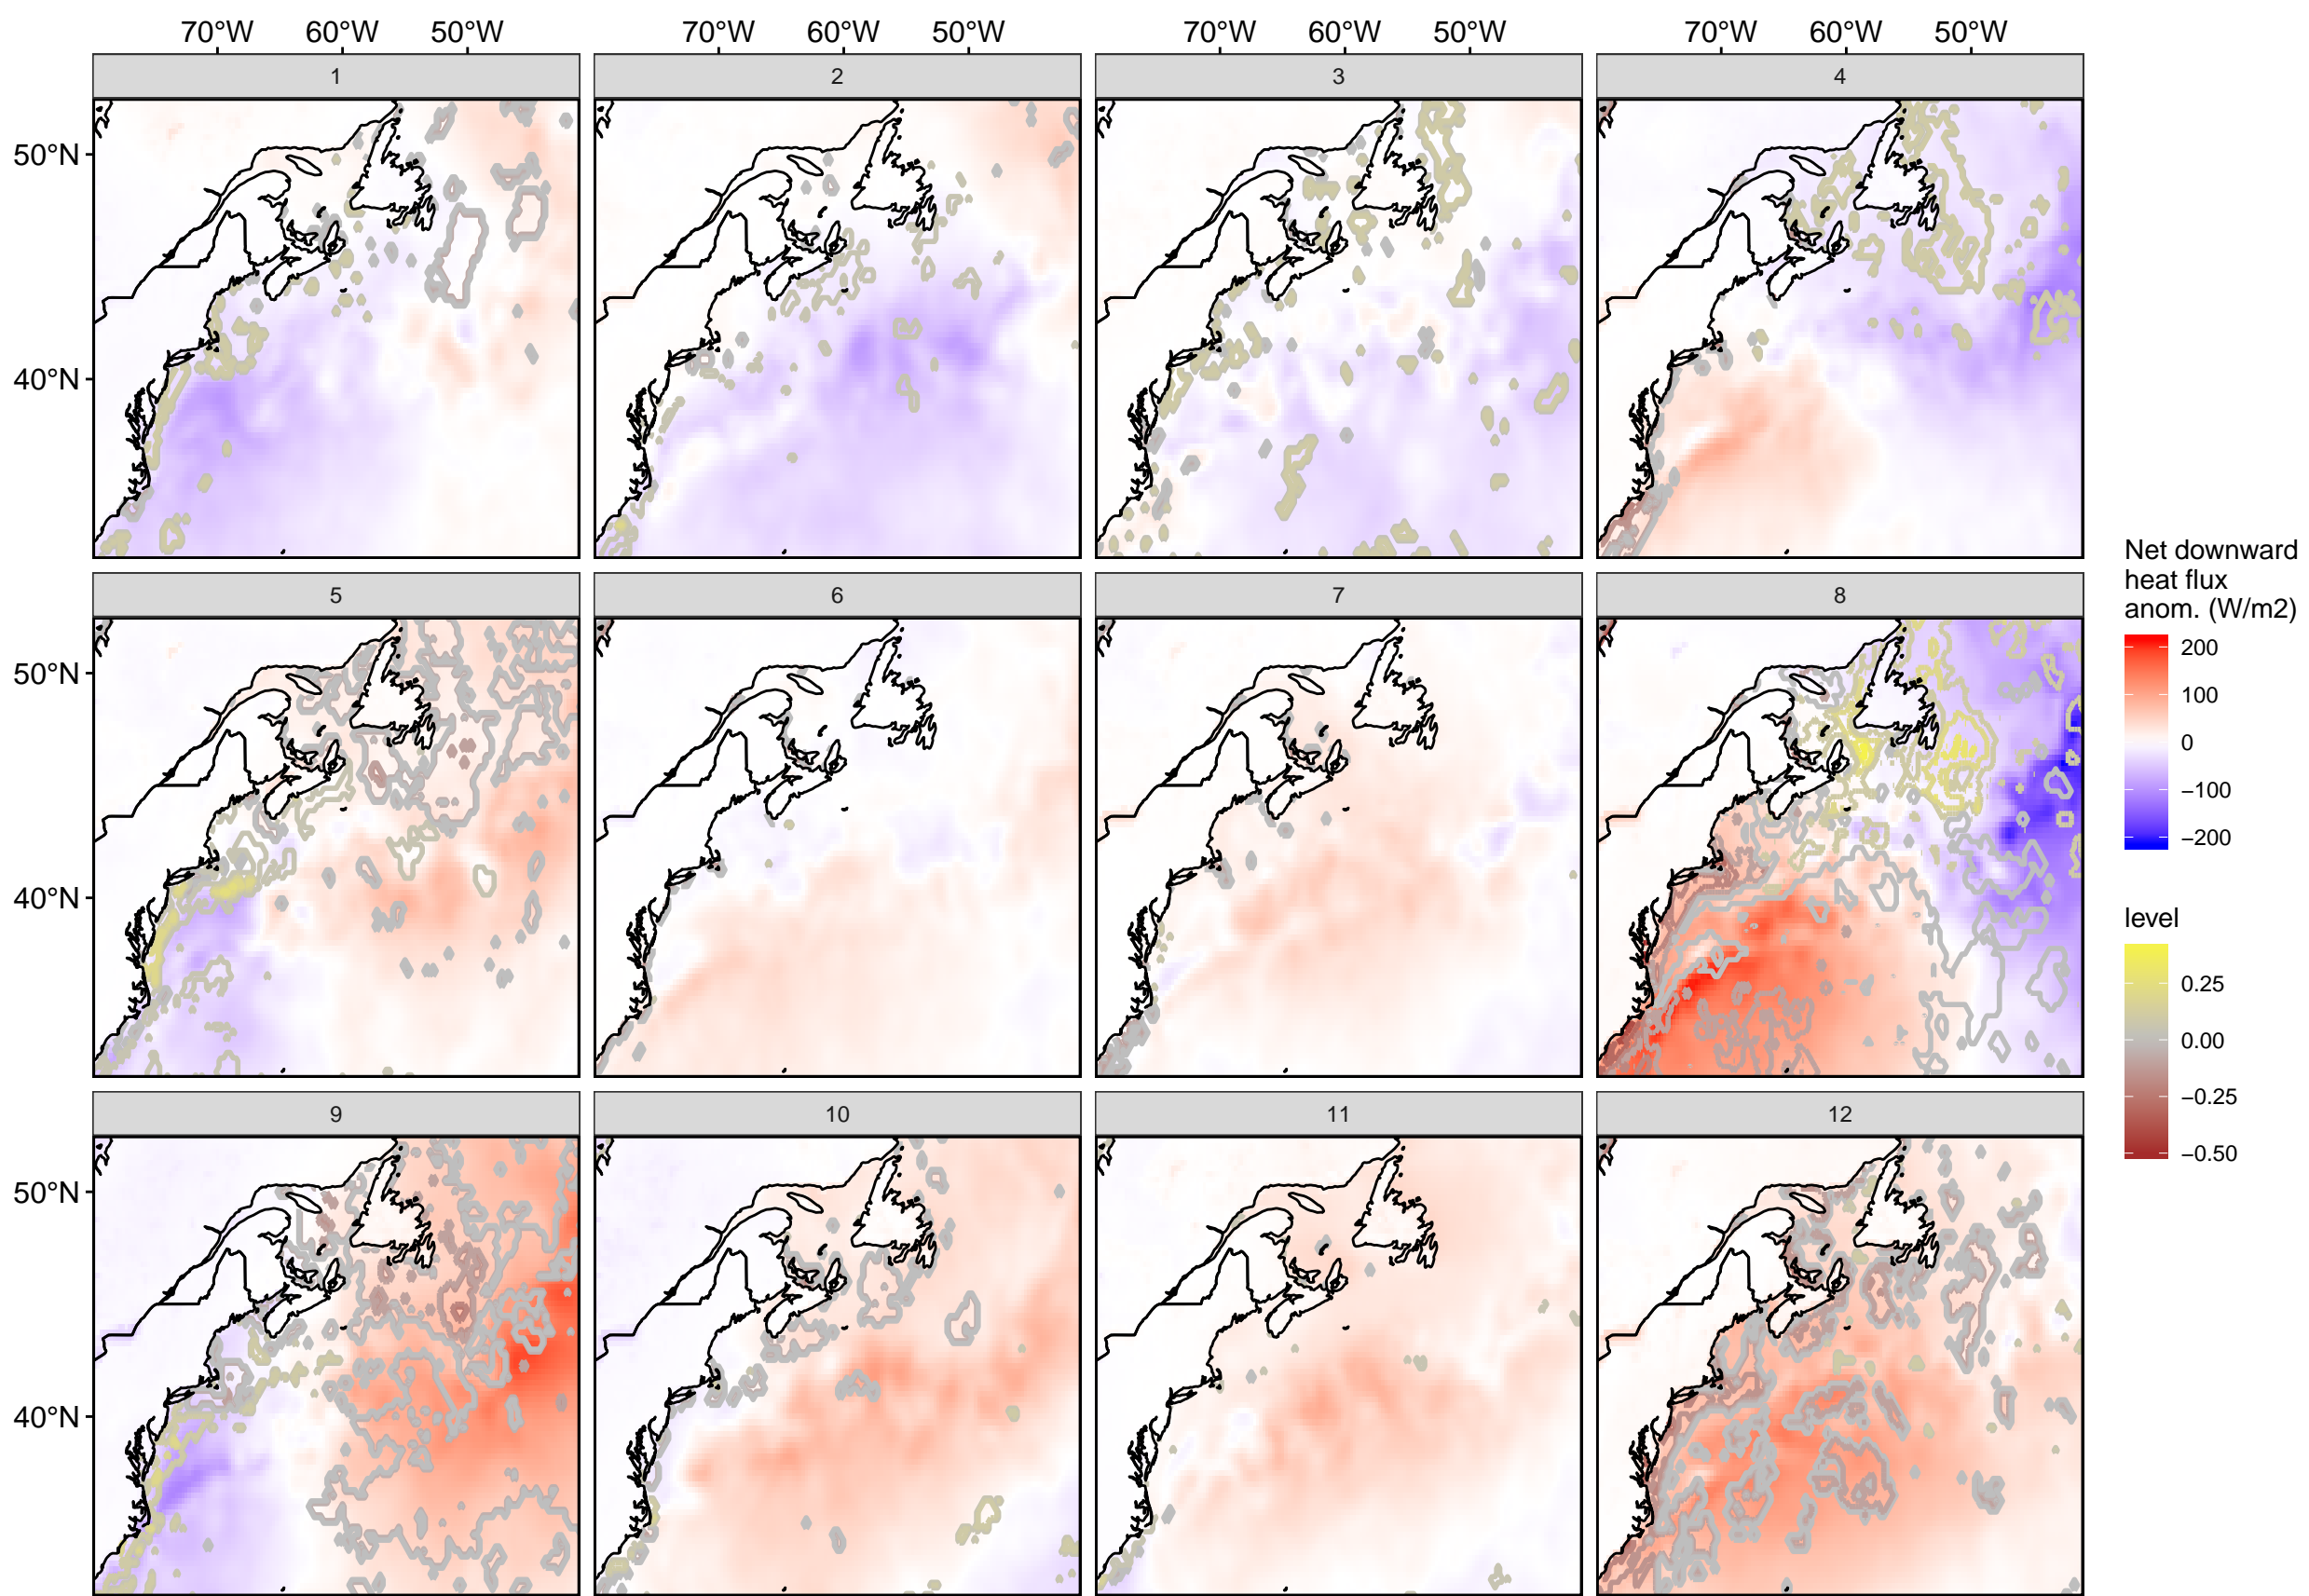 70°W 60°W 50°W 70°W 60°W 50°W 70°W 60°W 50°W 70°W 60°W 50°W
1 2 3 4
50°N
40°N
5 6 7 8
50°N
40°N
9 10 11 12
50°N
40°N
Net downward
heat flux
anom. (W/m2)
200
100
0
−100
−200
level
0.25
0.00
−0.25
−0.50